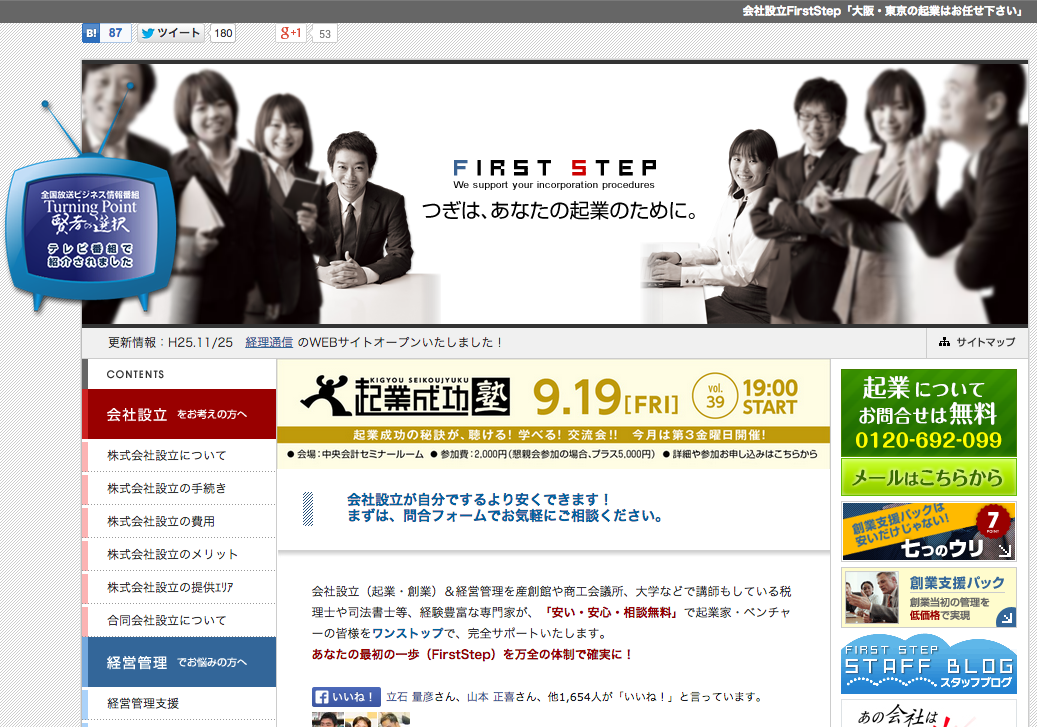 会社設立FirstStep「大阪・東京の起業はお任せ下さい」
B! 87 ツイート 180 g+1 53
全国放送ビジネス情報番組
Turning Point
賢者の選択
テレビ番組で
紹介されました
FIRST STEP
We support your incorporation procedures
つぎは、あなたの起業のために。
更新情報：H25.11/25 経理通信 のWEBサイトオープンいたしました！
サイトマップ
CONTENTS
会社設立 をお考えの方へ
株式会社設立について
株式会社設立の手続き
株式会社設立の費用
株式会社設立のメリット
株式会社設立の提供ｴﾘｱ
合同会社設立について
経営管理 でお悩みの方へ
経営管理支援
KIGYOU SEIKOUJYUKU
起業成功塾
9.19[FRI]
vol.
39
19:00
START
起業成功の秘訣が、聴ける！学べる！交流会!! 今月は第3金曜日開催！
●会場：中央会計セミナールーム ●参加費：2,000円（懇親会参加の場合、プラス5,000円） ●詳細や参加お申し込みはこちらから
会社設立が自分でするより安くできます！
まずは、問合フォームでお気軽にご相談ください。
会社設立（起業・創業）＆経営管理を産創館や商工会議所、大学などで講師もしている税
理士や司法書士等、経験豊富な専門家が、「安い・安心・相談無料」で起業家・ベンチャ
ーの皆様をワンストップで、完全サポートいたします。
あなたの最初の一歩（FirstStep）を万全の体制で確実に！
いいね！ 立石 量彦さん、山本 正喜さん、他1,654人が「いいね！」と言っています。
起業について
お問合せは無料
0120-692-099
メールはこちらから
創業支援パックは
安いだけじゃない!
7
POINT
七つのウリ
創業支援パック
創業当初の管理を
低価格で実現
FIRST STEP
STAFF BLOG
スタッフブログ
あの会社は